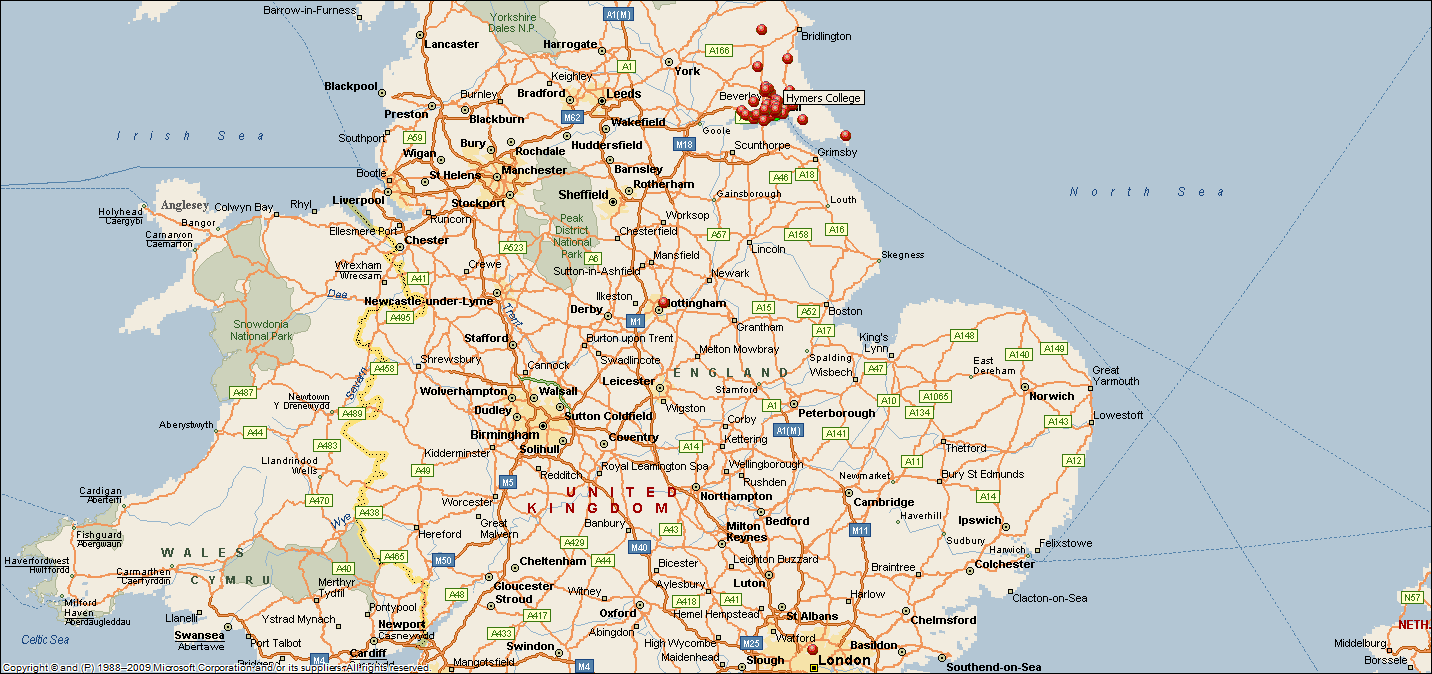 Barrow-in-Furness
Yorkshire
Dales N.P.
A1(M)
Bridlington
Lancaster
Harrogate
A166
A1
York
Keighley
Blackpool
Burnley
Bradford
Leeds
Beverley
Hymers College
Preston
Blackburn
M62
Wakefield
Goole
Irish Sea
Southport
A59
Bury
Rochdale
Huddersfield
M18
Scunthorpe
Grimsby
Wigan
Manchester
Barnsley
Bootle
St Helens
Rotherham
A46
A18
North Sea
Liverpool
Stockport
Sheffield
Gainsborough
Louth
Anglesey
Colwyn Bay
Rhyl
Holyhead
Caergybi
Bangor
Runcorn
Peak
District
National
Park
Worksop
Carnaryon
Caernarfon
Ellesmere Port
Chester
A523
Chesterfield
A57
A158
A16
Lincoln
A6
Mansfield
Skegness
Wrexham
Wrecsam
Crewe
Sutton-in-Ashfield
Newark
A41
Dee
Newcastle-under-Lyme
Ilkeston
Nottingham
A495
Trent
Derby
M1
A15
A52
Boston
Snowdonia
National Park
Grantham
A17
Stafford
Burton upon Trent
King's
Lynn
A148
A149
Shrewsbury
Swadlincote
Melton Mowbray
Spalding
A140
A458
Cannock
ENGLAND
Wisbech
A47
East
Dereham
Great
Yarmouth
Severn
Wolverhampton
Walsall
Leicester
Stamford
A487
Newtown
Y Drenewydd
A489
Dudley
Sutton Coldfield
Wigston
A1
Peterborough
A10
A1065
A134
Norwich
Lowestoft
Aberystwyth
A44
A483
Birmingham
Coventry
Corby
A1(M)
A141
A143
Solihull
Kettering
A14
Thetford
Kidderminster
Llandrindod
Wells
A49
Redditch
Royal Leamington Spa
Wellingborough
A11
A12
Rushden
Newmarket
Bury St Edmunds
Cardigan
Aberteifi
A470
M5
UNITED
KINGDOM
Northampton
Cambridge
A14
Worcester
A438
Wye
Great
Malvern
Banbury
A43
Bedford
Haverhill
Ipswich
Fishguard
Abergwaun
Hereford
Milton
Keynes
M11
Sudbury
Felixstowe
Harwich
WALES
CYMRU
A429
M40
Haverfordwest
Hwlffordd
A465
M50
Cheltenham
A44
Bicester
Leighton Buzzard
Colchester
Carmarthen
Caerfyrddin
A40
Merthyr
Tydfil
Gloucester
Luton
Braintree
Milford
Haven
Aberdaugleddau
A48
Stroud
Witney
Aylesbury
A41
Harlow
Clacton-on-Sea
N57
Llanelli
Pontypool
A417
Oxford
A418
Hemel Hempstead
St Albans
Chelmsford
Ystrad Mynach
Newport
Casnewydd
A433
Abingdon
NETH.
Celtic Sea
Swansea
Abertawe
Port Talbot
Swindon
High Wycombe
M25
Watford
Basildon
Middelburg
Cardiff
M4
Mangotsfield
M4
Maidenhead
Slough
London
Southend-on-Sea
Borssele
Copyright © and (P) 1988–2009 Microsoft Corporation and/or its suppliers. All rights reserved.